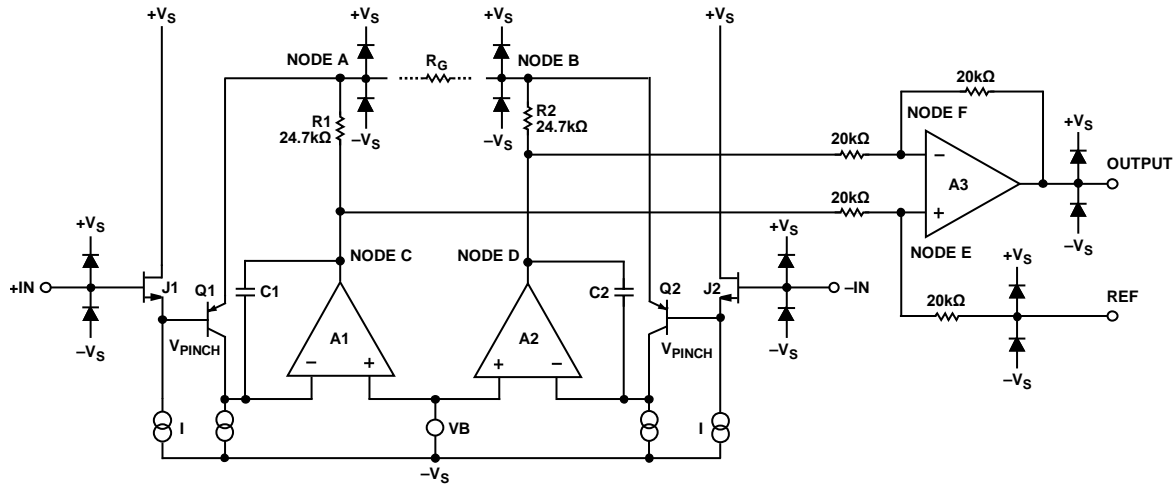 +VS
+VS
+VS
+VS
NODE A
RG
NODE B
20kΩ
R1
24.7kΩ
–VS
–VS
R2
24.7kΩ
NODE F
20kΩ
+VS
–
A3
OUTPUT
20kΩ
+
–VS
+VS
NODE C
NODE D
NODE E
+VS
+VS
+IN
J1
Q1
C1
C2
Q2
J2
–IN
20kΩ
REF
–VS
VPINCH
A1
A2
VPINCH
–VS
–VS
–
+
+
–
I
VB
I
–VS